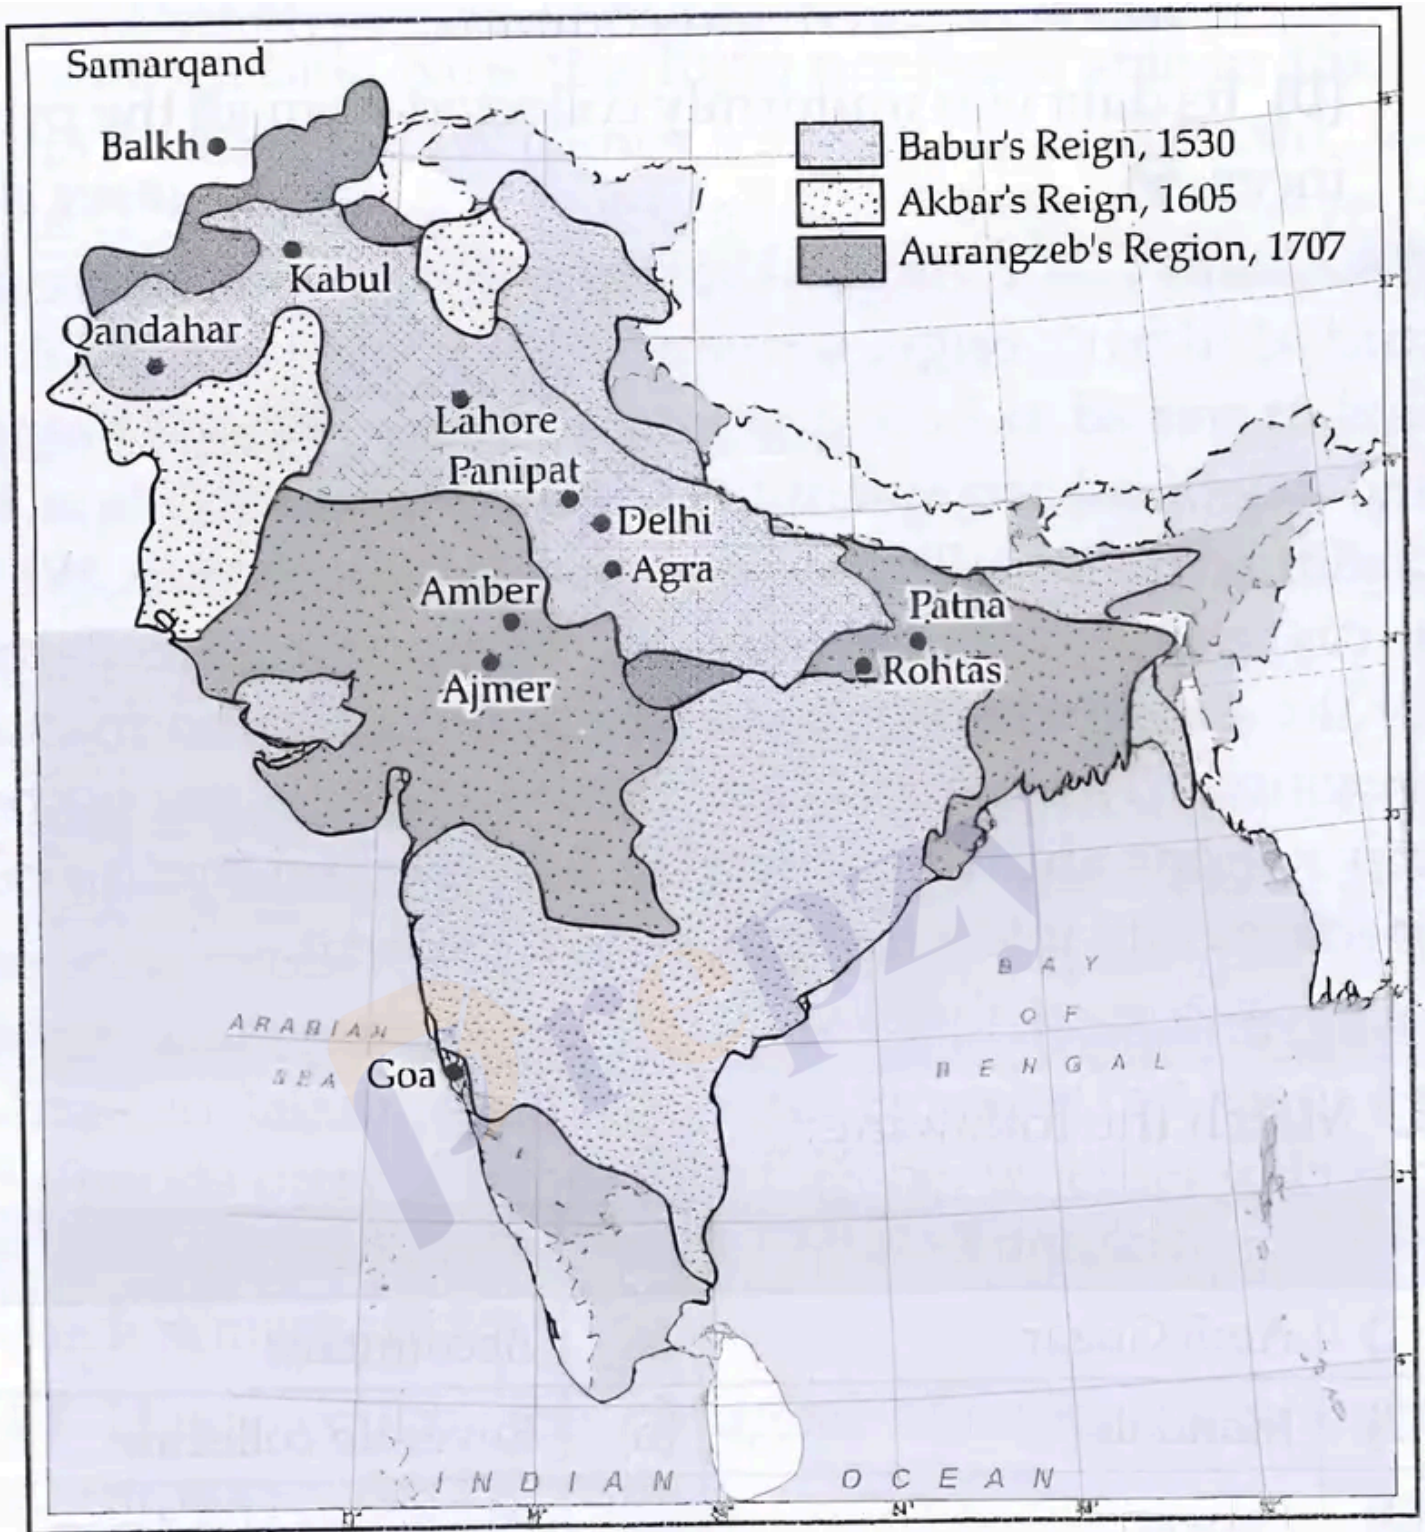 Samarqand
Balkh
Babur's Reign, 1530
Akbar's Reign, 1605
Aurangzeb's Region, 1707
Kabul
Qandahar
Lahore
Panipat
Delhi
Agra
Amber
Patna
Rohtas
Ajmer
BAY
OF
BENGAL
ARABIAN
SEA
Goa
Prepzy
INDIAN OCEAN